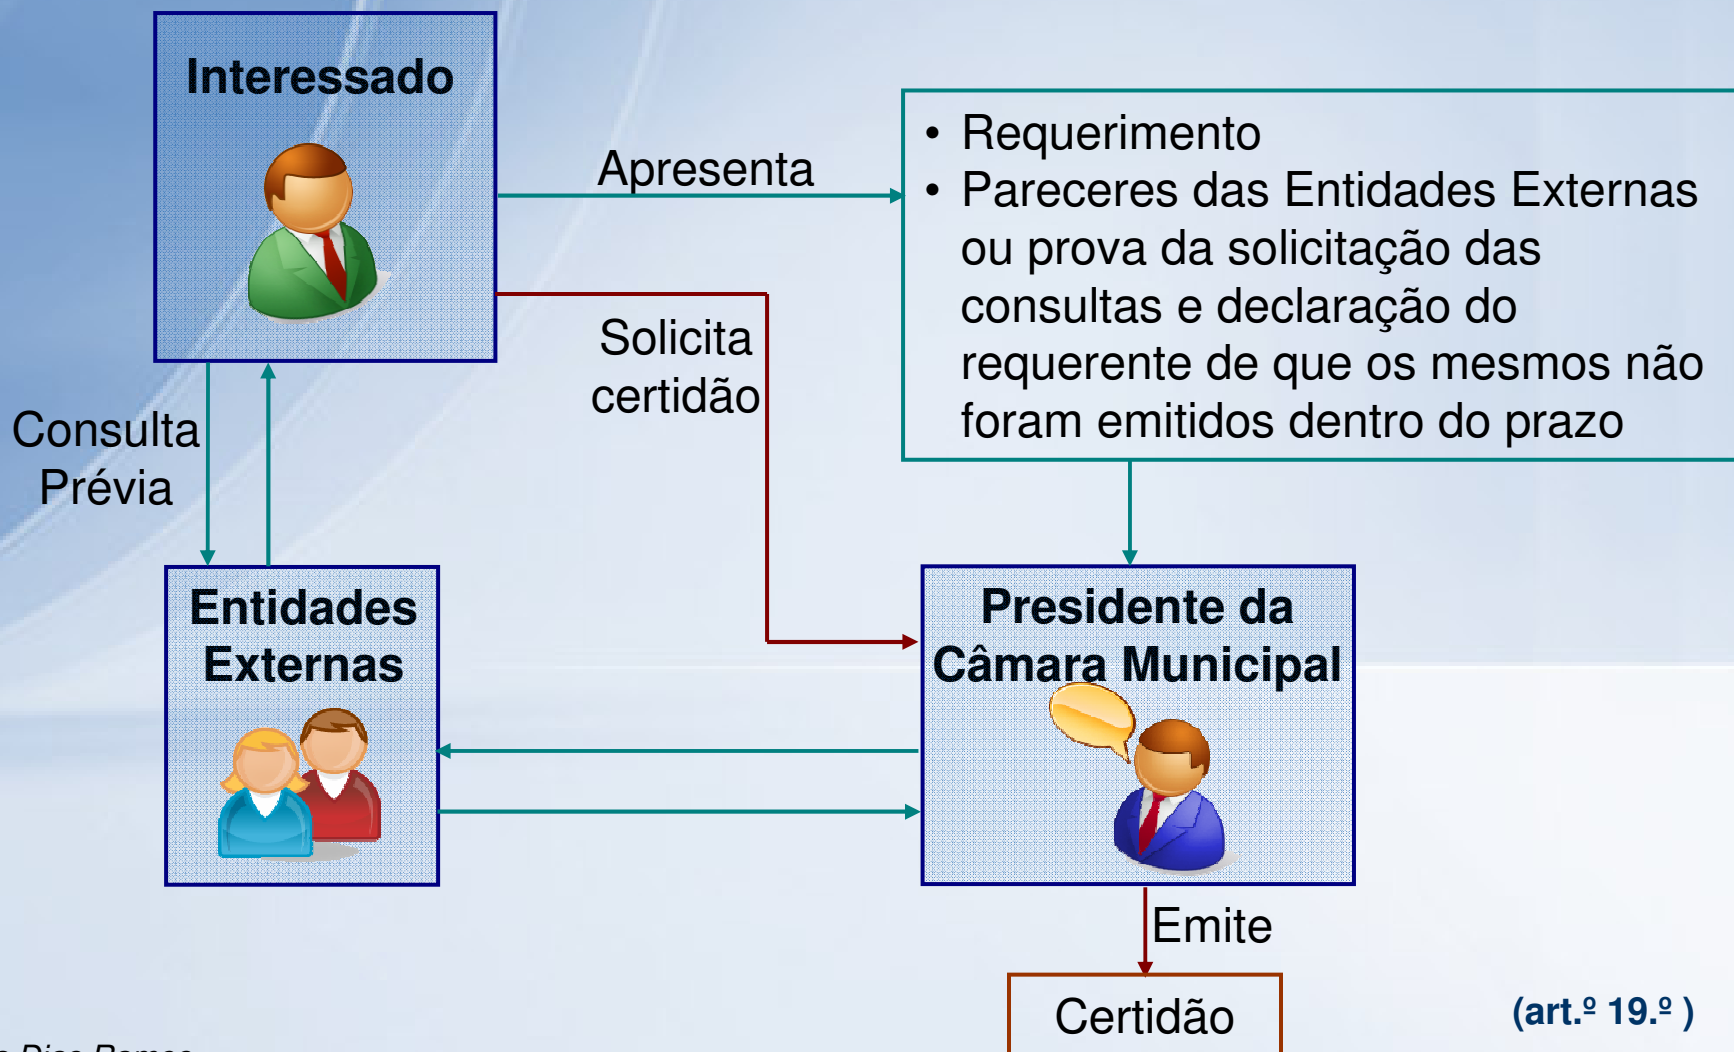 Interessado
Apresenta
• Requerimento
• Pareceres das Entidades Externas
ou prova da solicitação das
consultas e declaração do
requerente de que os mesmos não
foram emitidos dentro do prazo
Solicita
certidão
Consulta
Prévia
Entidades
Externas
Presidente da
Câmara Municipal
Emite
Certidão
(art.º 19.º )
Dias Ramos